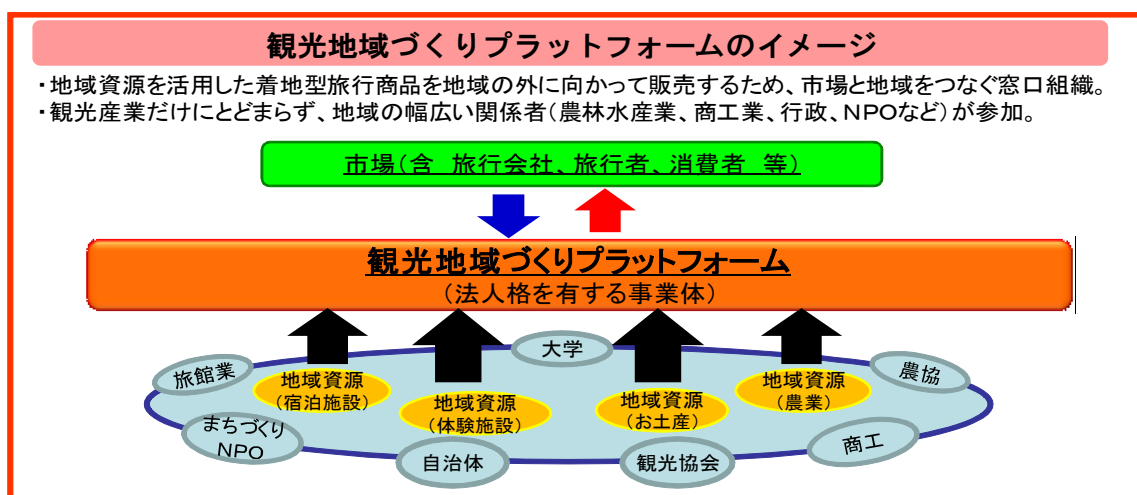 観光地域づくりプラットフォームのイメージ
・地域資源を活用した着地型旅行商品を地域の外に向かって販売するため、市場と地域をつなぐ窓口組織。
・観光産業だけにとどまらず、地域の幅広い関係者(農林水産業、商工業、行政、NPOなど)が参加。
市場(含　旅行会社、旅行者、消費者　等)
観光地域づくりプラットフォーム
(法人格を有する事業体)
大学
旅館業
農協
地域資源
(宿泊施設)
地域資源
(体験施設)
地域資源
(お土産)
地域資源
(農業)
まちづくり
NPO
自治体
観光協会
商工